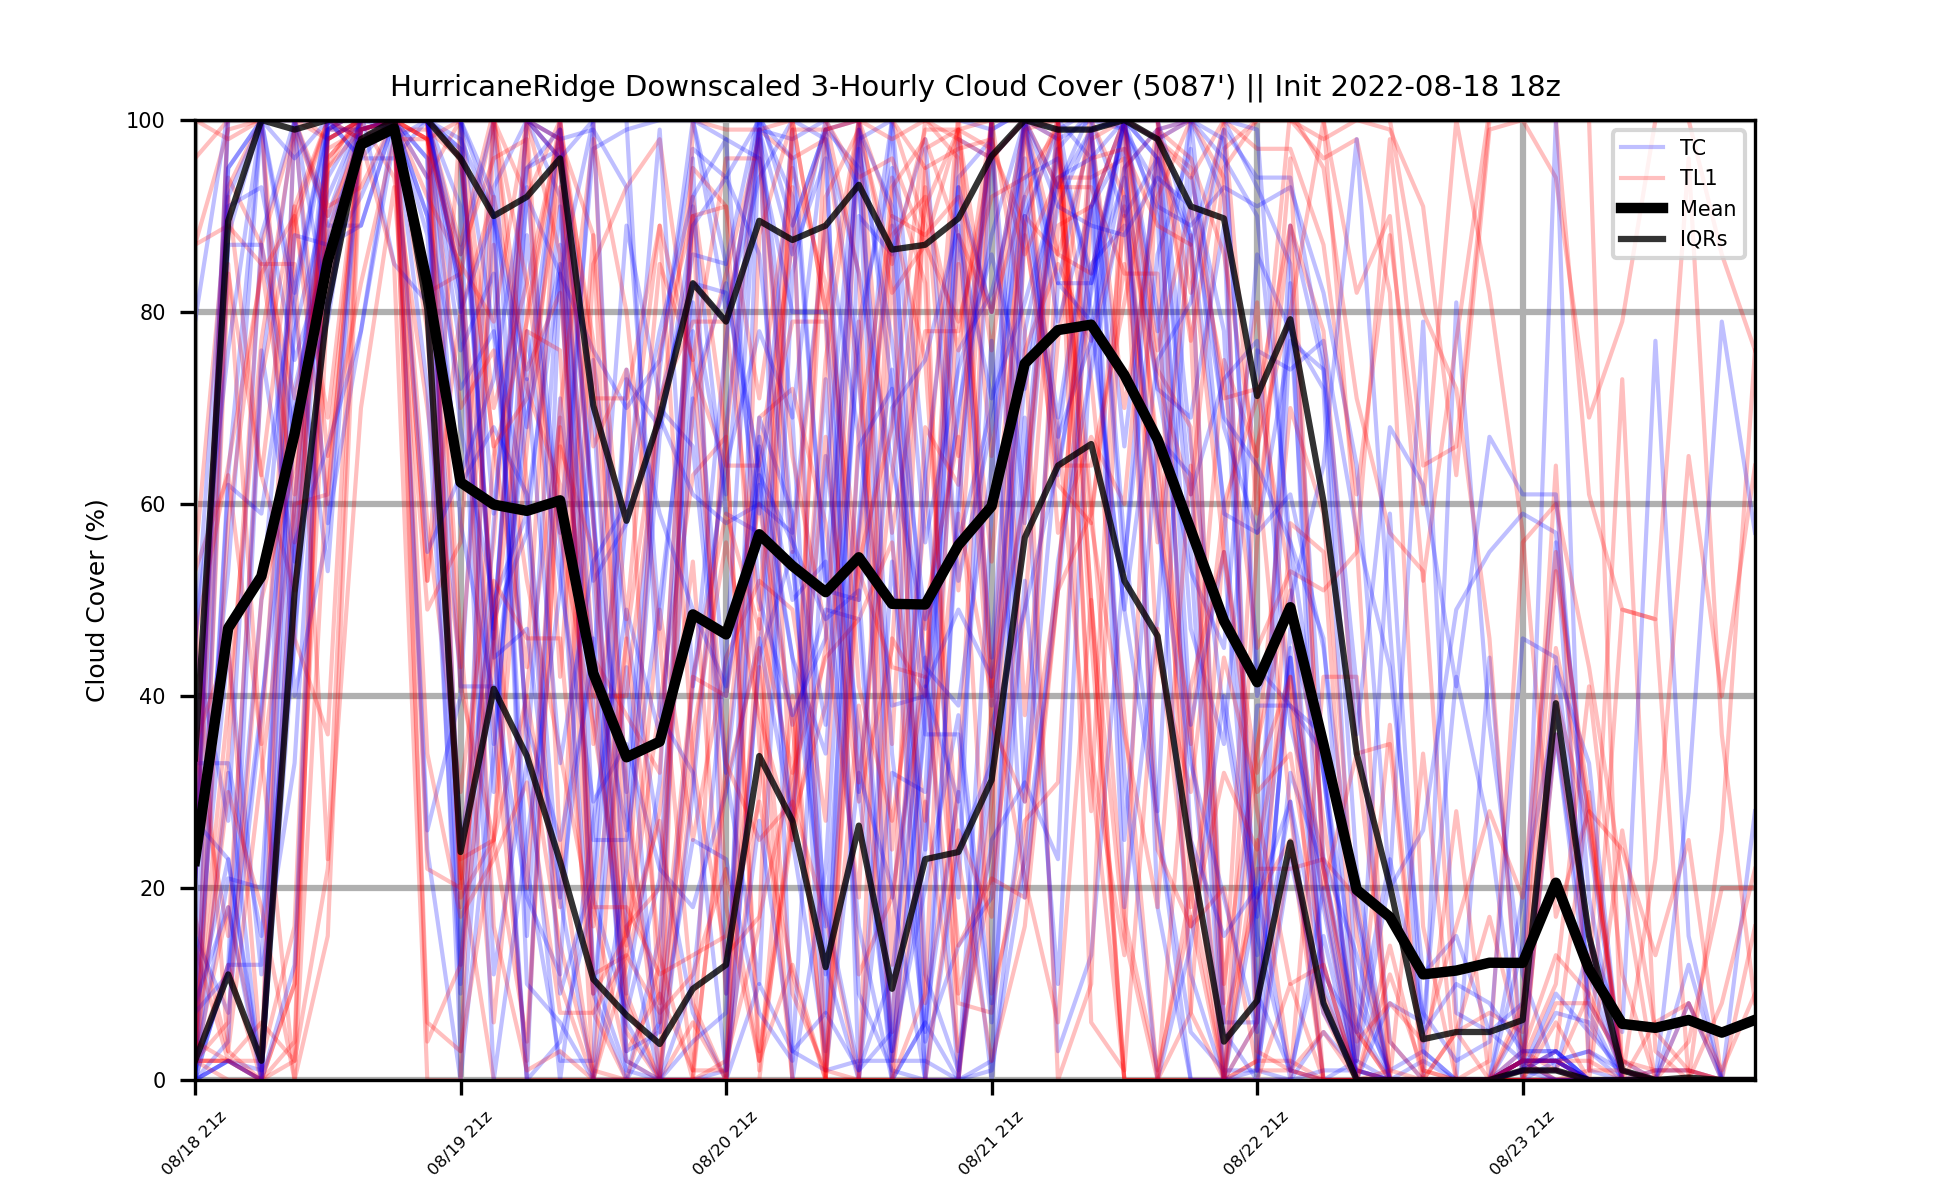 HurricaneRidge Downscaled 3-Hourly Cloud Cover (5087') || Init 2022-08-18 18z
TC
TL1
Mean
IQRs
Cloud Cover (%)
100
80
60
40
20
0
08/18 21z
08/19 21z
08/20 21z
08/21 21z
08/22 21z
08/23 21z